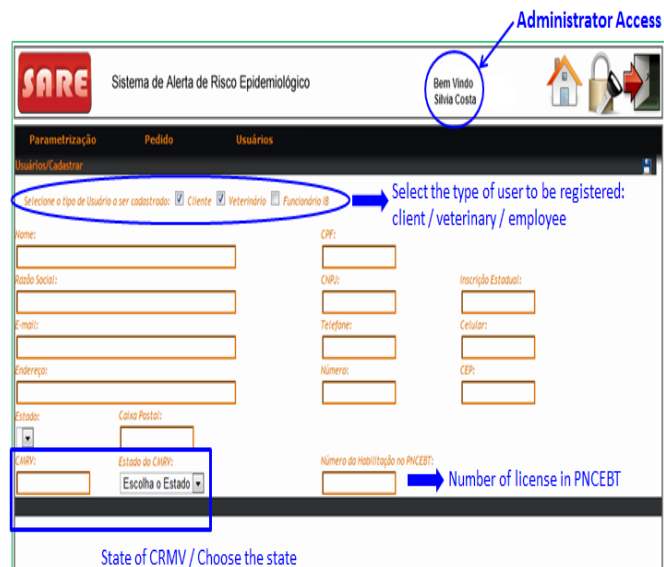 Administrator Access
SARE
Sistema de Alerta de Risco Epidemiológico
Bem Vindo
Silvia Costa
Parametrização Pedido Usuários
Usuários/Cadastrar
Selecione o tipo de Usuário a ser cadastrado: Cliente Veterinário Funcionário IB
Select the type of user to be registered:
client / veterinary / employee
Nome: CPF:
Razão Social: CNPJ: Inscrição Estadual:
E-mail: Telefone: Celular:
Endereço: Número: CEP:
Estado: Caixa Postal:
CMRV: Estado do CMRV: Número da Habilitação no PNCEBT:
Escolha o Estado
Number of license in PNCEBT
State of CRMV / Choose the state